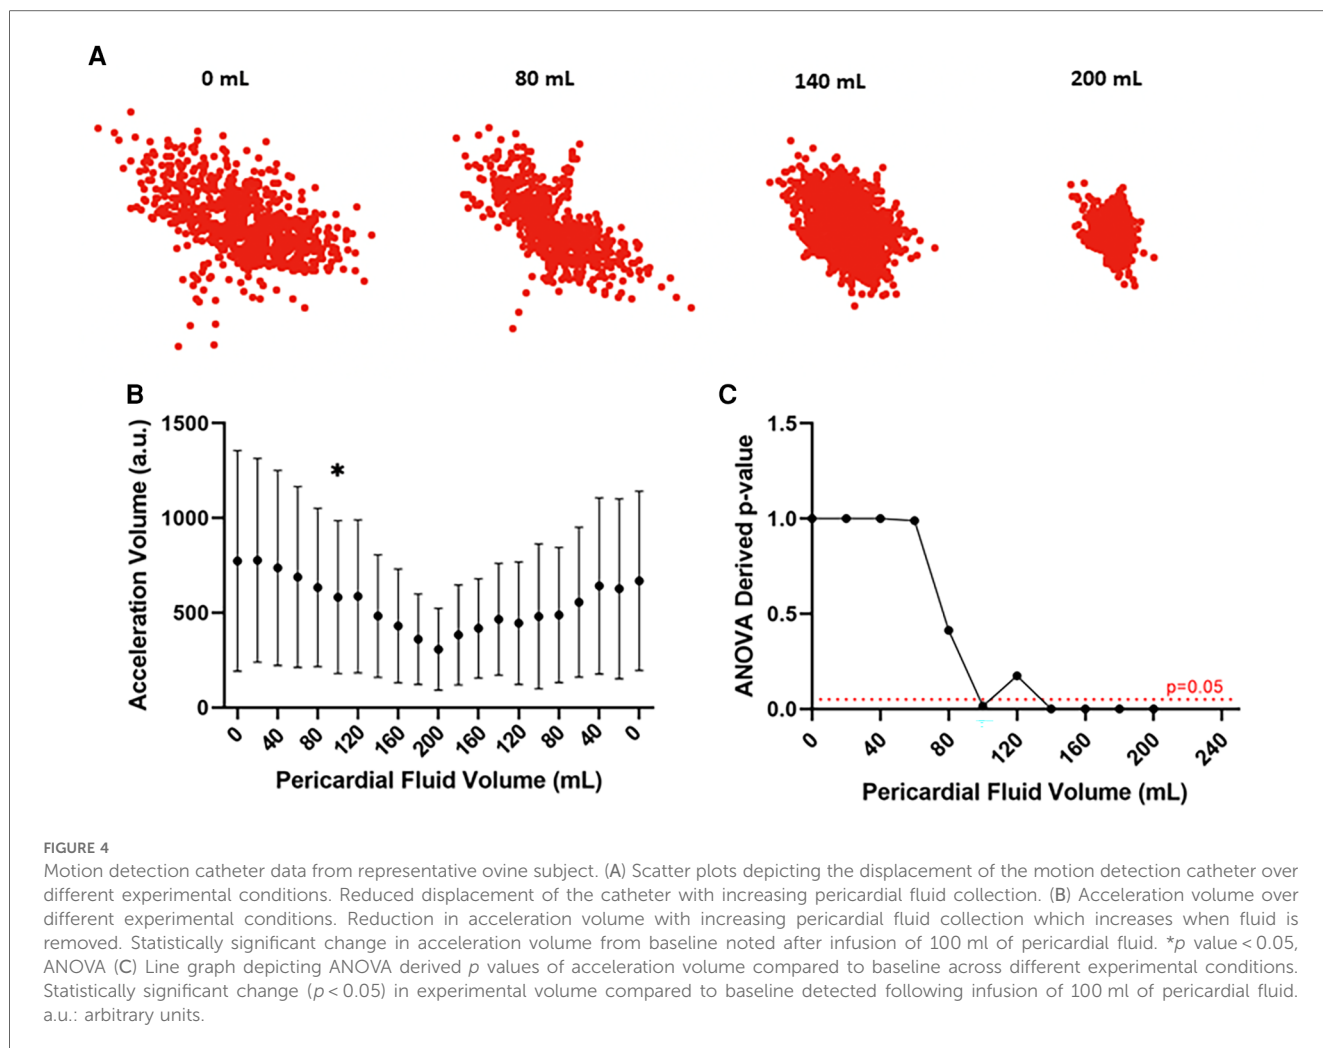 A
0 mL
80 mL
140 mL
200 mL
B
Acceleration Volume (a.u.)
1500
1000
500
0
*
0
40
80
120
160
200
160
120
80
40
0
Pericardial Fluid Volume (mL)
C
ANOVA Derived p-value
1.5
1.0
0.5
0.0
p=0.05
0
40
80
120
160
200
240
Pericardial Fluid Volume (mL)
FIGURE 4
Motion detection catheter data from representative ovine subject. (A) Scatter plots depicting the displacement of the motion detection catheter over
different experimental conditions. Reduced displacement of the catheter with increasing pericardial fluid collection. (B) Acceleration volume over
different experimental conditions. Reduction in acceleration volume with increasing pericardial fluid collection which increases when fluid is
removed. Statistically significant change in acceleration volume from baseline noted after infusion of 100 ml of pericardial fluid. *p value < 0.05,
ANOVA (C) Line graph depicting ANOVA derived p values of acceleration volume compared to baseline across different experimental conditions.
Statistically significant change (p < 0.05) in experimental volume compared to baseline detected following infusion of 100 ml of pericardial fluid.
a.u.: arbitrary units.